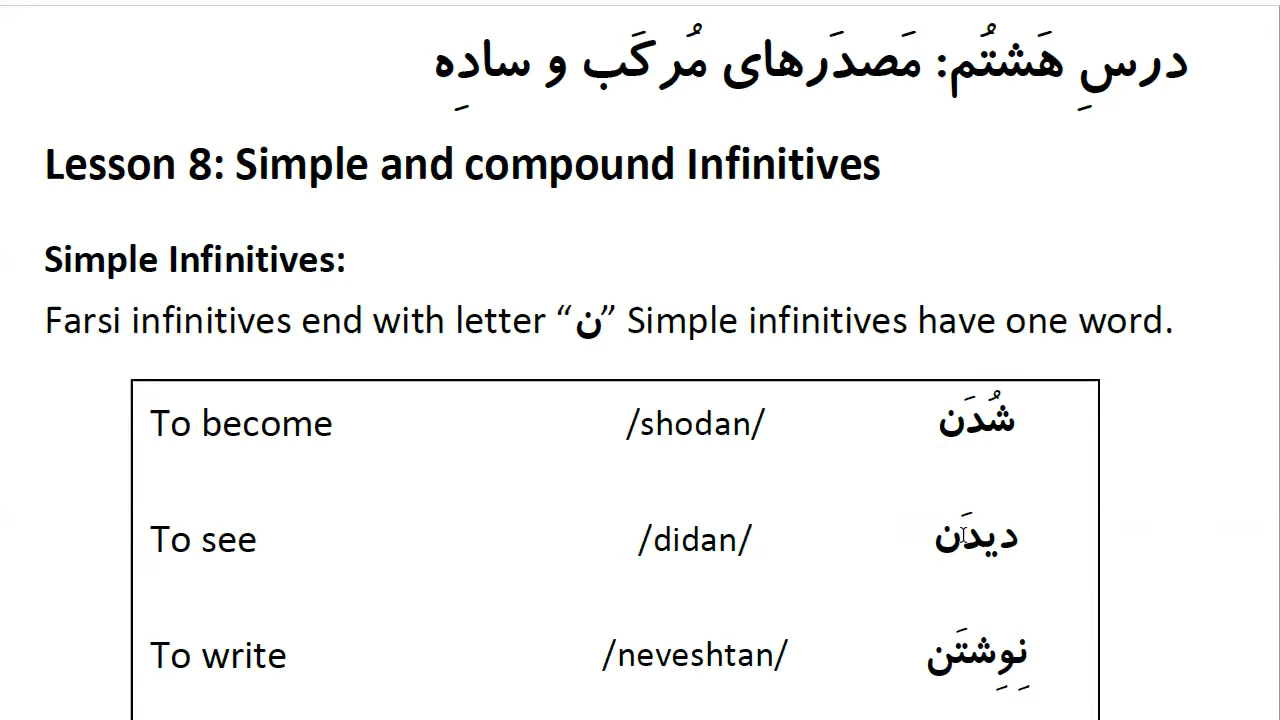 درسِ هَشتُم: مَصدَرهای مُرکَب و سادِه
Lesson 8: Simple and compound Infinitives
Simple Infinitives:
Farsi infinitives end with letter “ن” Simple infinitives have one word.
To become /shodan/ شُدَن
To see /didan/ دیدَن
To write /neveshtan/ نِوِشتَن